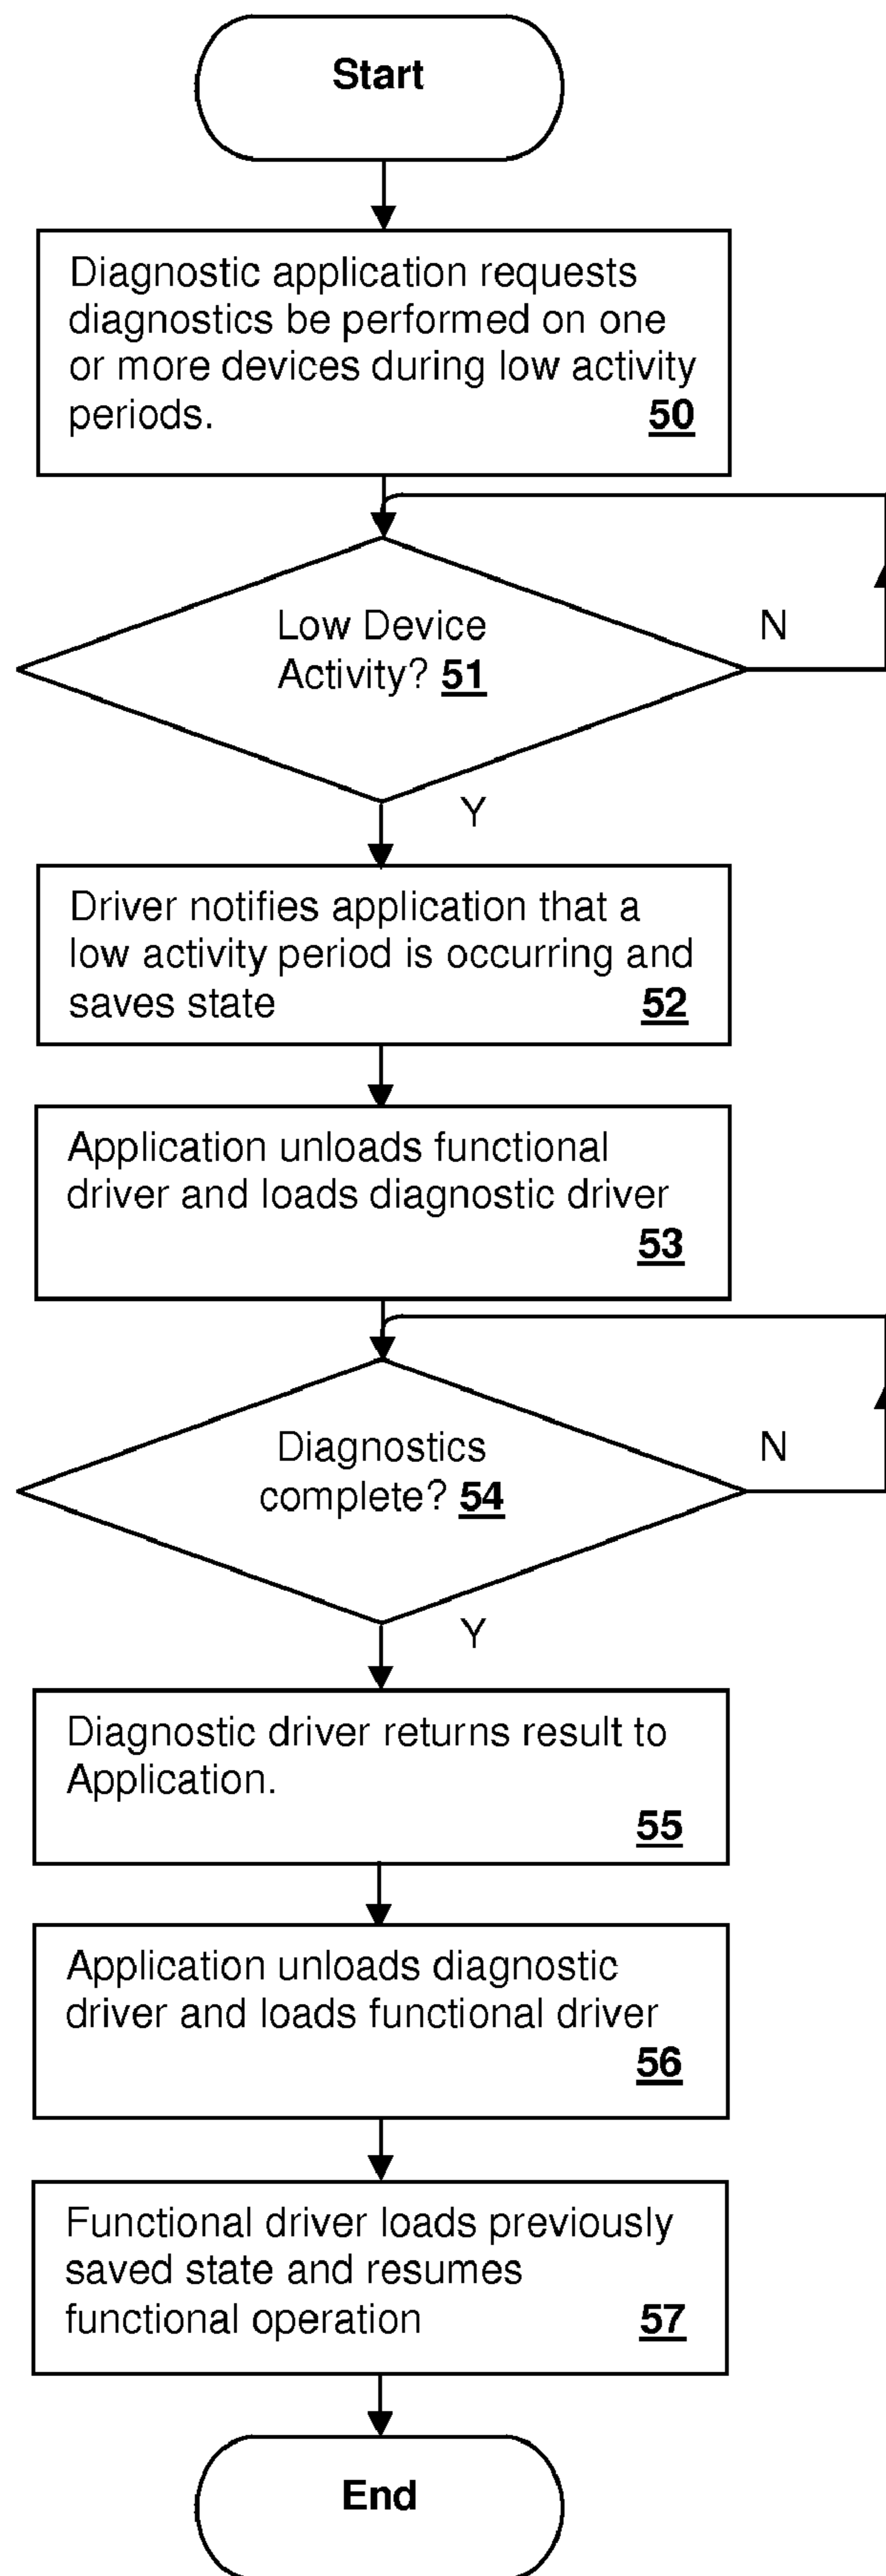 Start
Diagnostic application requests
diagnostics be performed on one
or more devices during low activity
periods. 50
Low Device
Activity? 51
N
Y
Driver notifies application that a
low activity period is occurring and
saves state 52
Application unloads functional
driver and loads diagnostic driver
53
Diagnostics
complete? 54
N
Y
Diagnostic driver returns result to
Application.
55
Application unloads diagnostic
driver and loads functional driver
56
Functional driver loads previously
saved state and resumes
functional operation 57
End